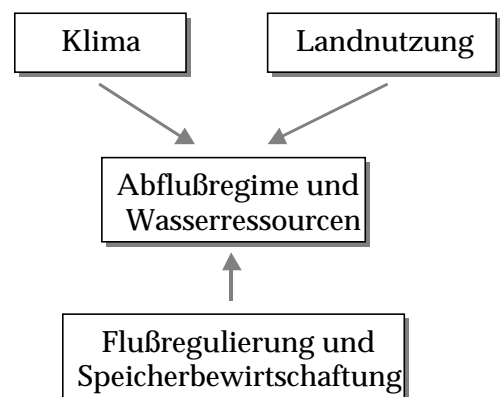 Klima
Landnutzung
Abflußregime und
Wasserressourcen
Flußregulierung und
Speicherbewirtschaftung